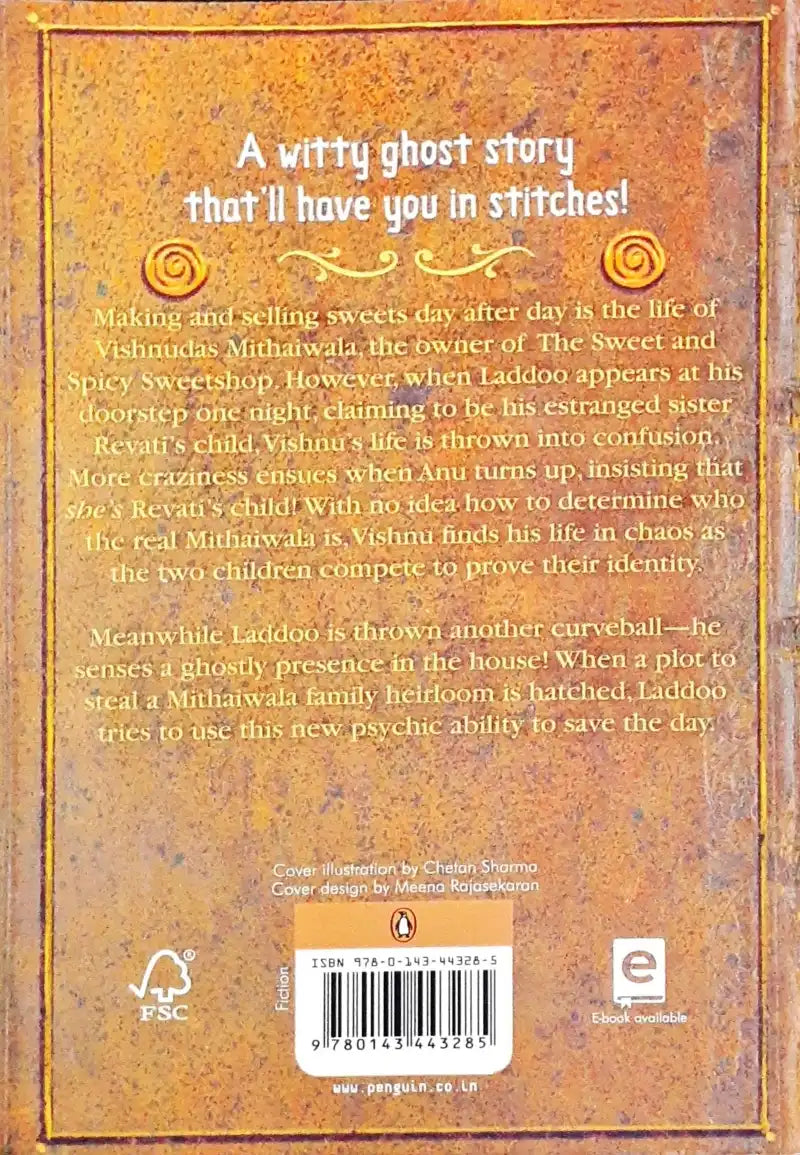 A witty ghost story
that'll have you in stitches!
Making and selling sweets day after day is the life of
Vishnudas Mithaiwala, the owner of The Sweet and
Spicy Sweetshop. However, when Laddoo appears at his
doorstep one night, claiming to be his estranged sister
Revati's child, Vishnu's life is thrown into confusion.
More craziness ensues when Anu turns up, insisting that
she's Revati's child! With no idea how to determine who
the real Mithaiwala is, Vishnu finds his life in chaos as
the two children compete to prove their identity.
Meanwhile Laddoo is thrown another curveball—he
senses a ghostly presence in the house! When a plot to
steal a Mithaiwala family heirloom is hatched, Laddoo
tries to use this new psychic ability to save the day.
Cover illustration by Chetan Sharma
Cover design by Meena Rajasekaran
ISBN 978-0-143-44328-5
Fiction
9 780143 443285
www.penguin.co.in
FSC
®
e
E-book available